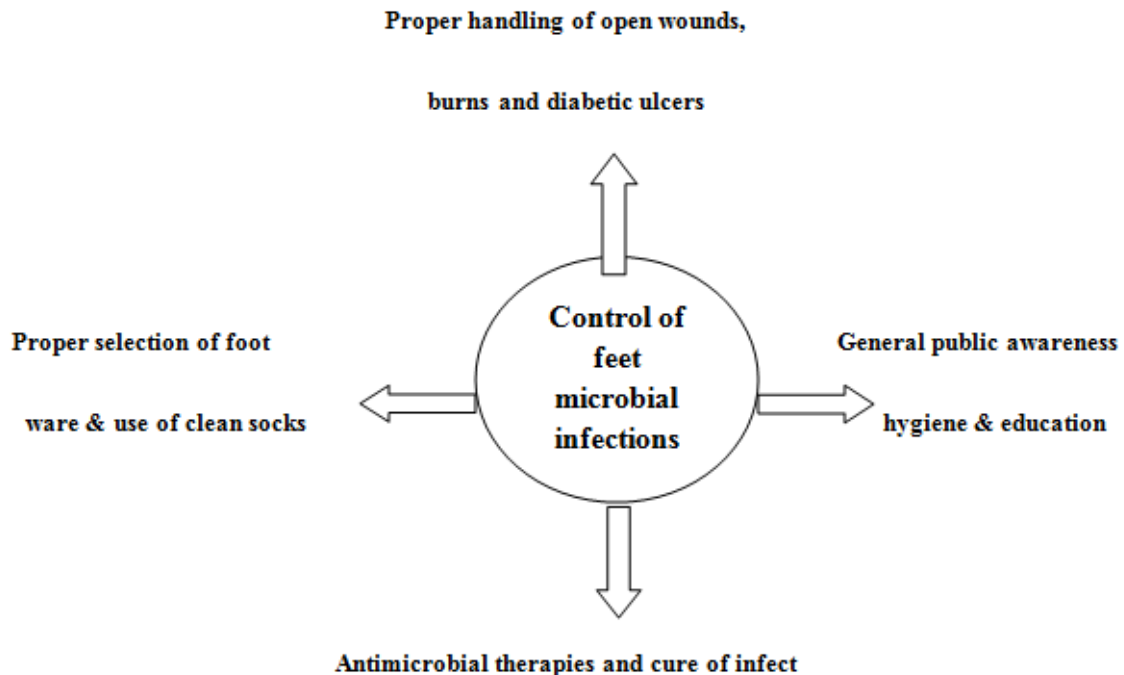 Proper handling of open wounds,
burns and diabetic ulcers
Control of
feet
microbial
infections
Proper selection of foot
ware & use of clean socks
General public awareness
hygiene & education
Antimicrobial therapies and cure of infect